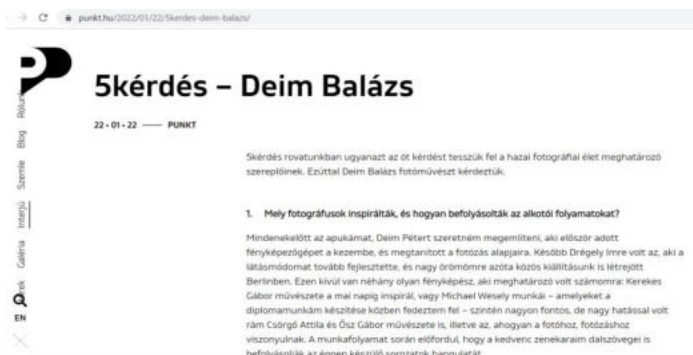 punkt.hu/2022/01/22/5kerdes-deim-balazs/
5kérdés – Deim Balázs
22 • 01 • 22 — PUNKT
Rólunk
Blog
Szemle
Interjú
Galéria
EN
5kérdés rovatunkban ugyanazt az öt kérdést tesszük fel a hazai fotográfiai élet meghatározó
szereplőinek. Ezúttal Deim Balázs fotóművészt kérdeztük.
1. Mely fotográfusok inspirálták, és hogyan befolyásolták az alkotói folyamatokat?
Mindenekelőtt az apukámat, Deim Pétert szeretném megemlíteni, aki először adott
fényképezőgépet a kezembe, és megtanított a fotózás alapjaira. Később Drégely Imre volt az, aki a
látásmódomat tovább fejlesztette, és nagy örömömre azóta közös kiállításunk is létrejött
Berlinben. Ezen kívül van néhány olyan fényképész, aki meghatározó volt számomra: Kerekes
Gábor művészete a mai napig inspirál, vagy Michael Wesely munkái – amelyeket a
diplomamunkám készítése közben fedeztem fel – szintén nagyon fontos, de nagy hatással volt
rám Csörgő Attila és Ősz Gábor művészete is, illetve az, ahogyan a fotóhoz, fotózáshoz
viszonyulnak. A munkafolyamat során előfordul, hogy a kedvenc zenekaraim dalszövegei is
befolyásolják az éppen készülő sorozatok hangulatát.